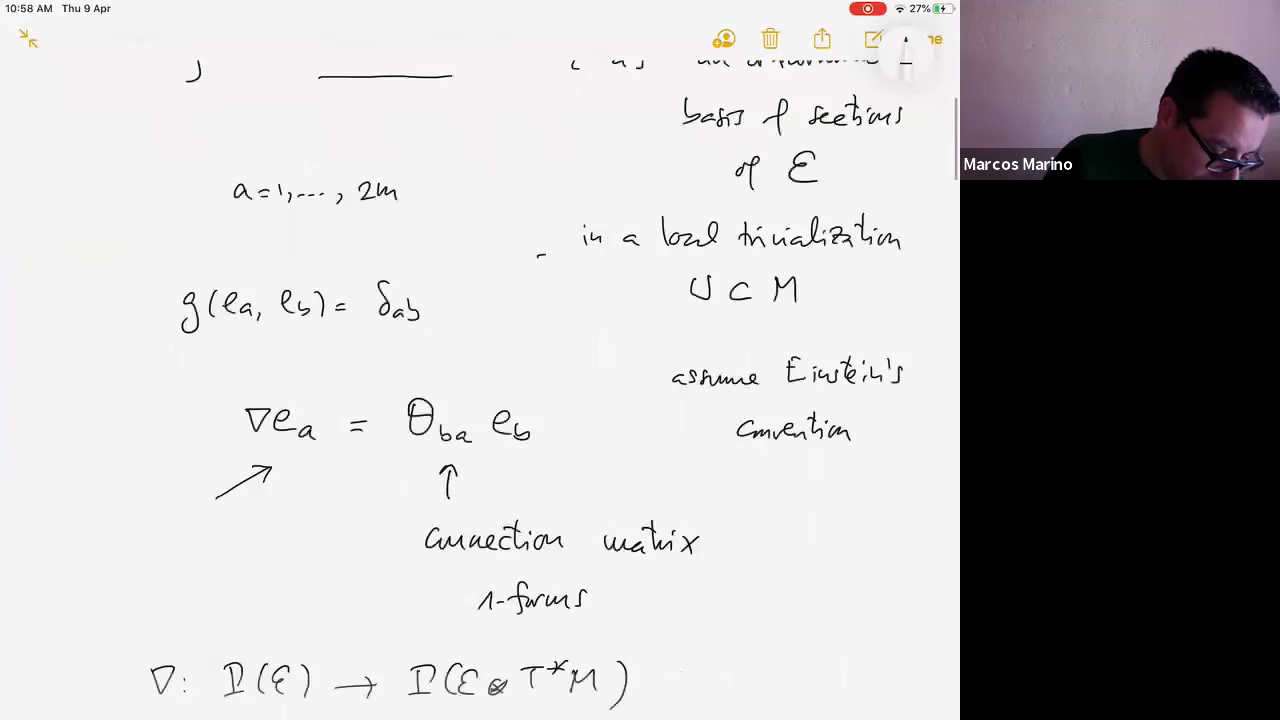 10:58 AM Thu 9 Apr
27%
basis of sections
of ℰ
a=1,..., 2m
in a local trivialization
U ⊂ M
g(ea, eb) = δab
assume Einstein's
convention
∇ea = θba eb
connection matrix
1-forms
∇: Γ(ℰ) → Γ(ℰ⊗T*M)
Marcos Marino